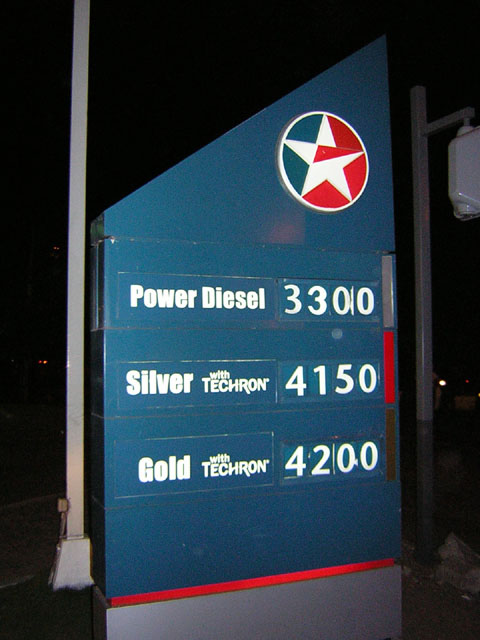 Power Diesel 3300
Silver with TECHRON 4150
Gold with TECHRON 4200